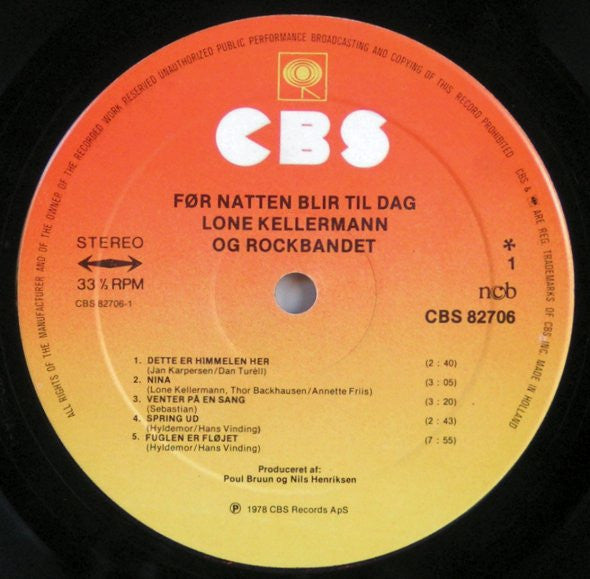 ALL RIGHTS OF THE MANUFACTURER AND OF THE OWNER OF THE RECORDED WORK RESERVED UNAUTHORIZED PUBLIC PERFORMANCE BROADCASTING AND COPYING OF THIS RECORD PROHIBITED
CBS & ARE REG. TRADEMARKS OF CBS INC. MADE IN HOLLAND
CBS
FØR NATTEN BLIR TIL DAG
LONE KELLERMANN
OG ROCKBANDET
STEREO
33 ⅓ RPM
CBS 82706-1
*
1
ncb
CBS 82706
1. DETTE ER HIMMELEN HER (2 : 40)
(Jan Karpersen/Dan Turèll)
2. NINA (3 : 05)
(Lone Kellermann, Thor Backhausen/Annette Friis)
3. VENTER PÅ EN SANG (3 : 20)
(Sebastian)
4. SPRING UD (2 : 43)
(Hyldemor/Hans Vinding)
5. FUGLEN ER FLØJET (7 : 55)
(Hyldemor/Hans Vinding)
Produceret af:
Poul Bruun og Nils Henriksen
℗ 1978 CBS Records ApS